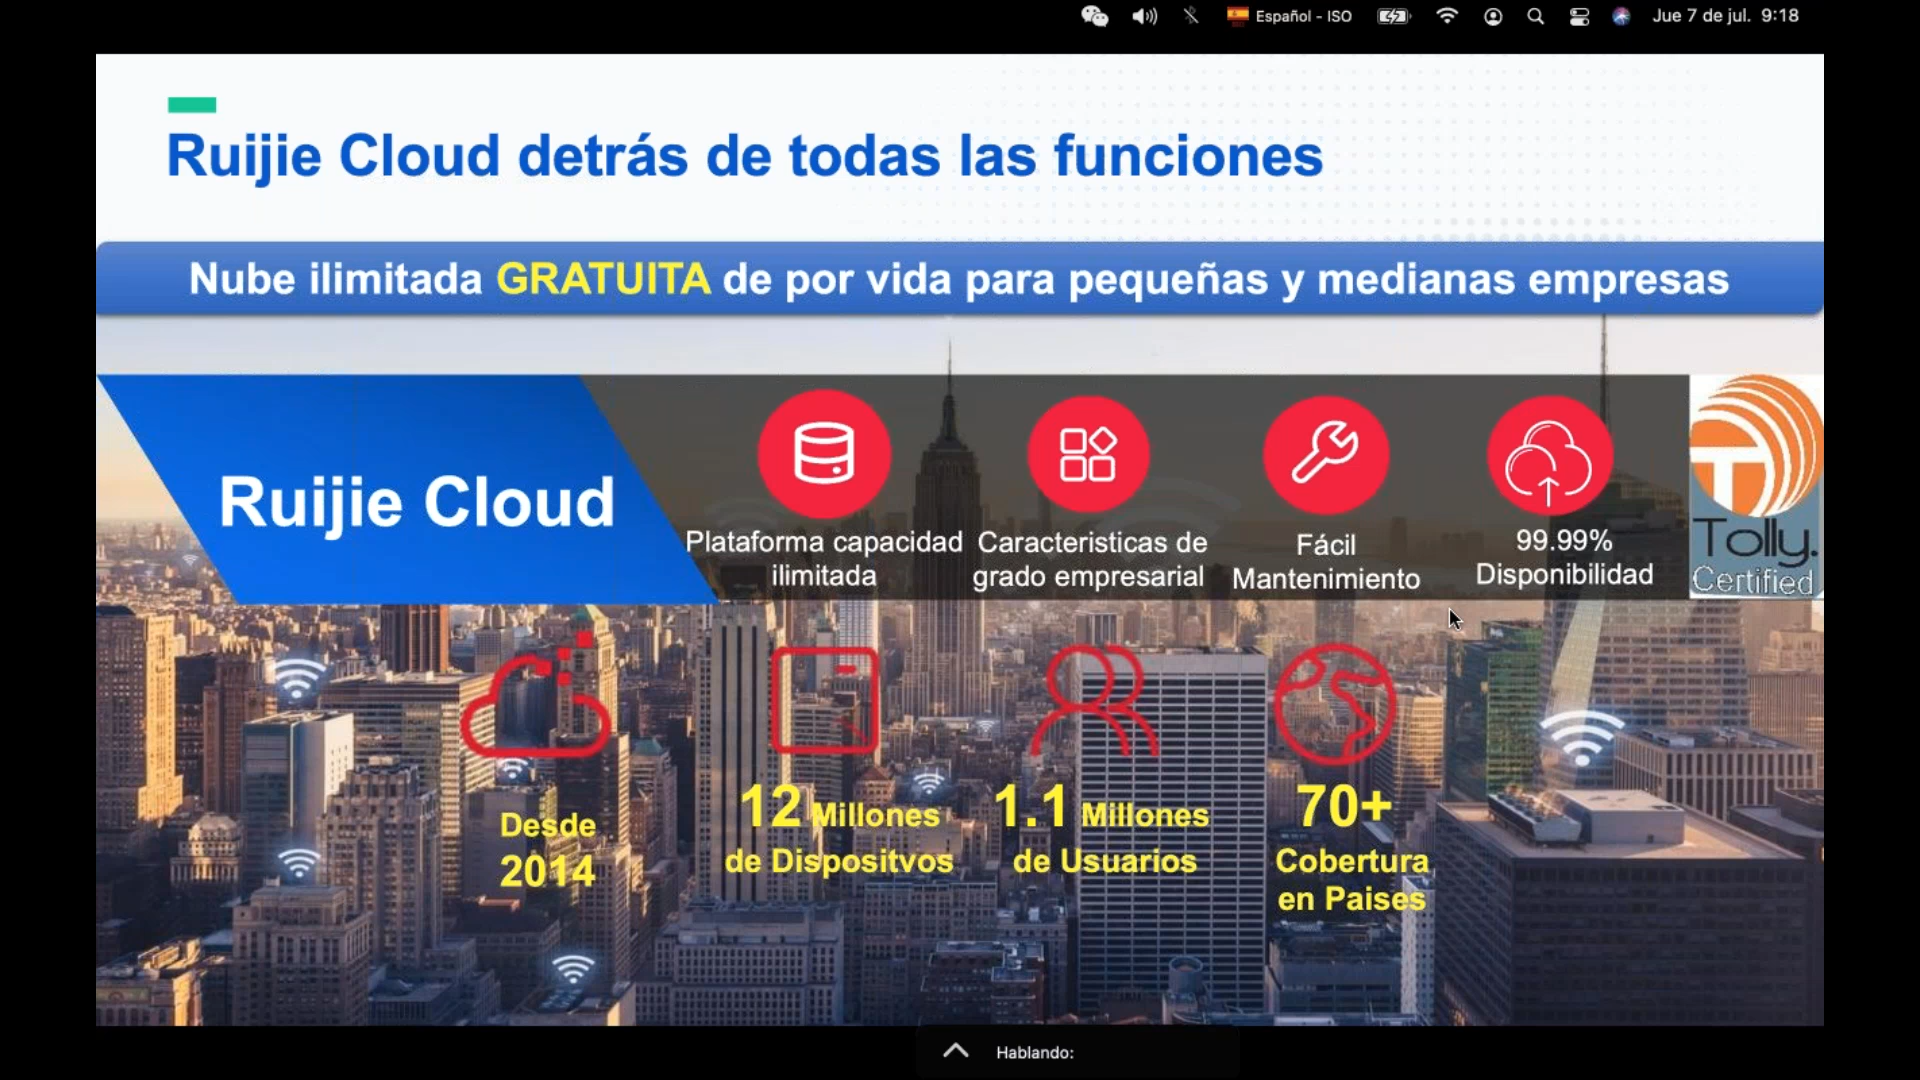 Español - ISO
Jue 7 de jul. 9:18
Ruijie Cloud detrás de todas las funciones
Nube ilimitada GRATUITA de por vida para pequeñas y medianas empresas
Ruijie Cloud
Plataforma capacidad
ilimitada
Caracteristicas de
grado empresarial
Fácil
Mantenimiento
99.99%
Disponibilidad
Tolly.
Certified
Desde
2014
12 Millones
de Dispositvos
1.1 Millones
de Usuarios
70+
Cobertura
en Paises
Hablando: